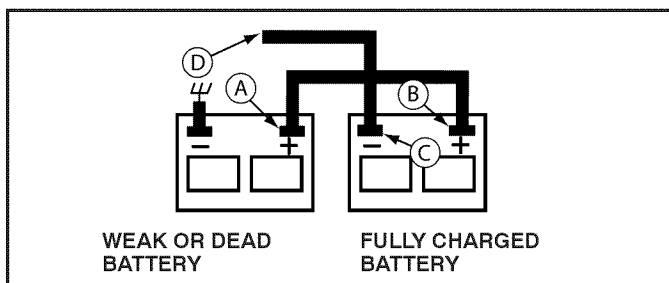 D
A
B
− + − +
C
WEAK OR DEAD
BATTERY
FULLY CHARGED
BATTERY